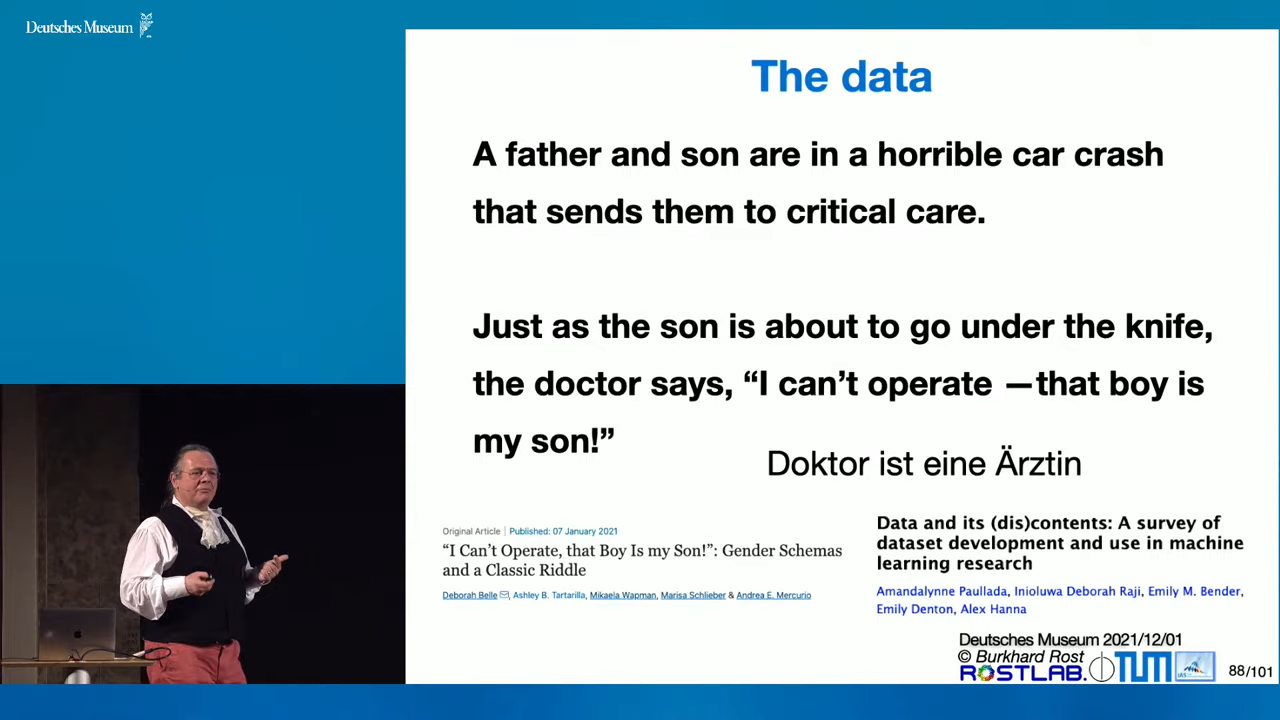 Deutsches Museum
The data
A father and son are in a horrible car crash
that sends them to critical care.
Just as the son is about to go under the knife,
the doctor says, “I can’t operate —that boy is
my son!”
Doktor ist eine Ärztin
Original Article | Published: 07 January 2021
“I Can’t Operate, that Boy Is my Son!”: Gender Schemas
and a Classic Riddle
Deborah Belle, Ashley B. Tartarilla, Mikaela Wapman, Marisa Schlieber & Andrea E. Mercurio
Data and its (dis)contents: A survey of
dataset development and use in machine
learning research
Amandalynne Paullada, Inioluwa Deborah Raji, Emily M. Bender,
Emily Denton, Alex Hanna
Deutsches Museum 2021/12/01
© Burkhard Rost
ROSTLAB. TUM IAS
88/101